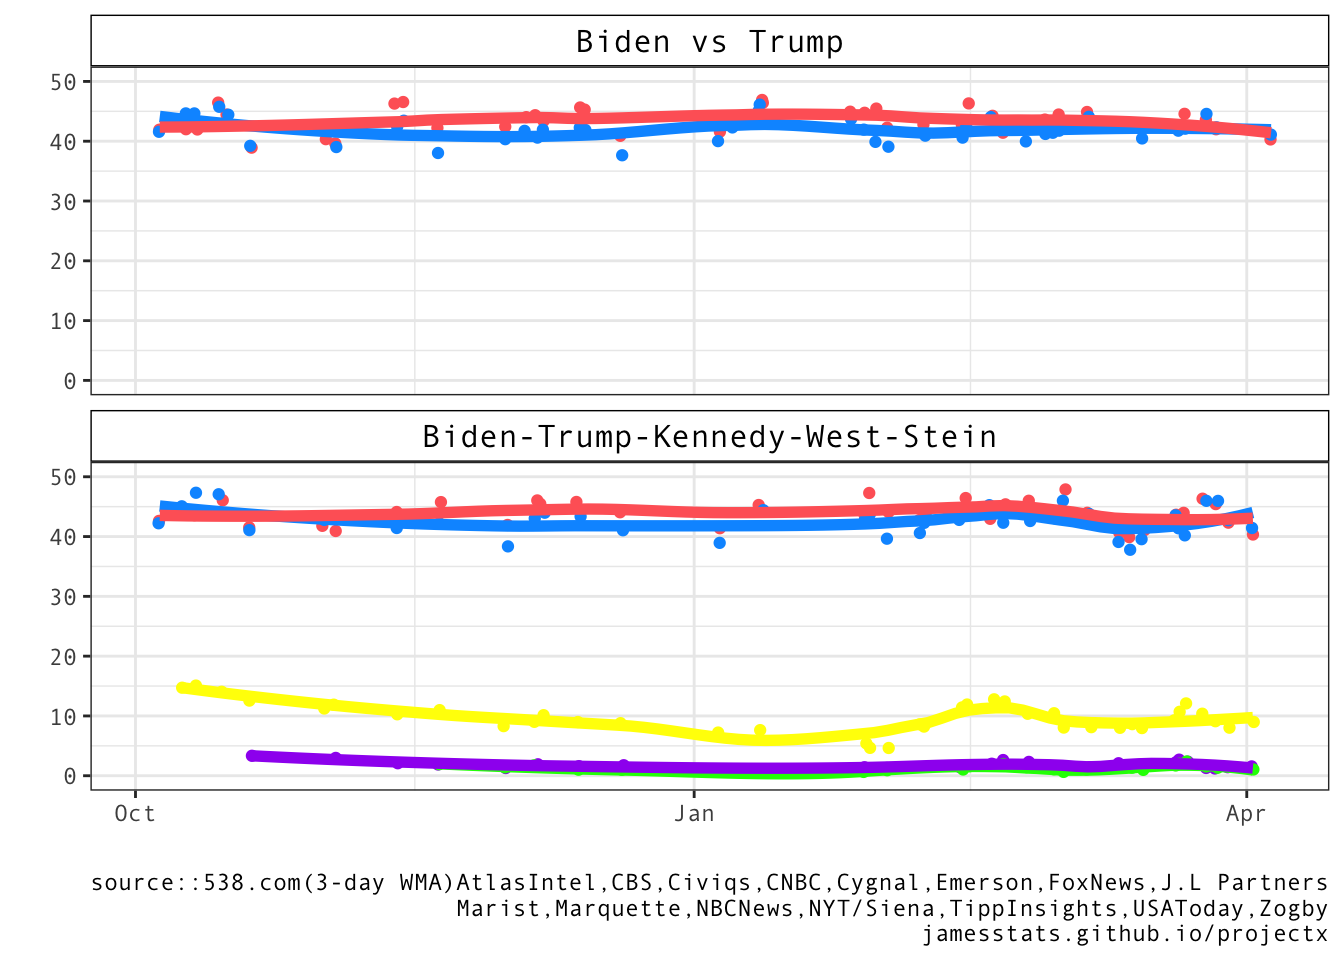 Biden vs Trump
50
40
30
20
10
0
Biden-Trump-Kennedy-West-Stein
50
40
30
20
10
0
Oct Jan Apr
source::538.com(3-day WMA)AtlasIntel,CBS,Civiqs,CNBC,Cygnal,Emerson,FoxNews,J.L Partners
Marist,Marquette,NBCNews,NYT/Siena,TippInsights,USAToday,Zogby
jamesstats.github.io/projectx